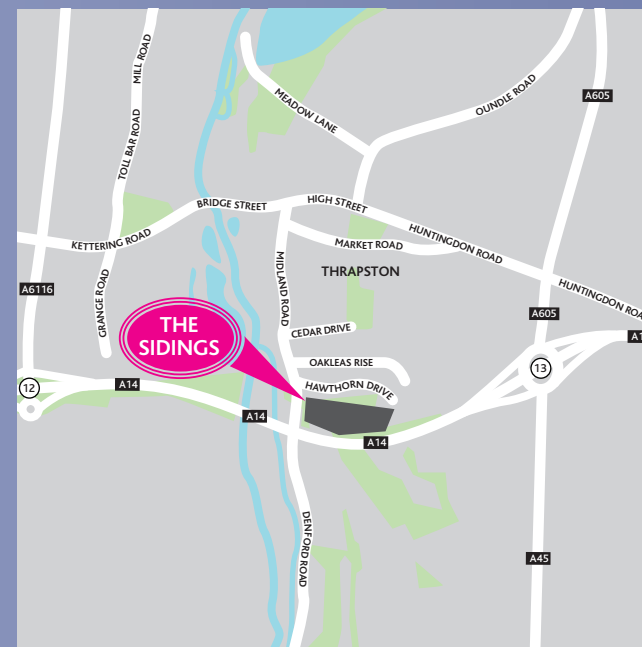 MILL ROAD
TOLL BAR ROAD
MEADOW LANE
OUNDLE ROAD
A605
BRIDGE STREET
HIGH STREET
KETTERING ROAD
MARKET ROAD
HUNTINGDON ROAD
THRAPSTON
MIDLAND ROAD
GRANGE ROAD
A6116
HUNTINGDON ROA
A605
THE
SIDINGS
CEDAR DRIVE
A1
OAKLEAS RISE
13
HAWTHORN DRIVE
12
A14
A14
A14
DENFORD ROAD
A45